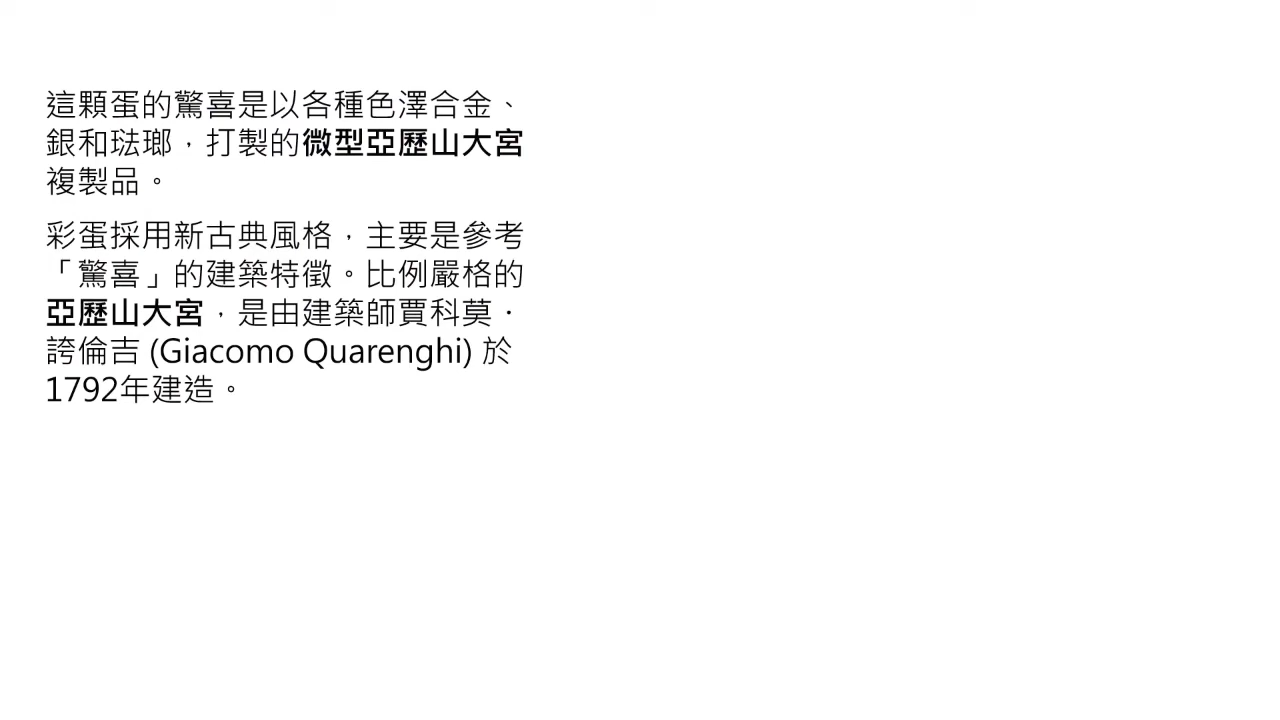 這顆蛋的驚喜是以各種色澤合金、
銀和琺瑯，打製的微型亞歷山大宮
複製品。
彩蛋採用新古典風格，主要是參考
「驚喜」的建築特徵。比例嚴格的
亞歷山大宮，是由建築師賈科莫．
誇倫吉 (Giacomo Quarenghi) 於
1792年建造。